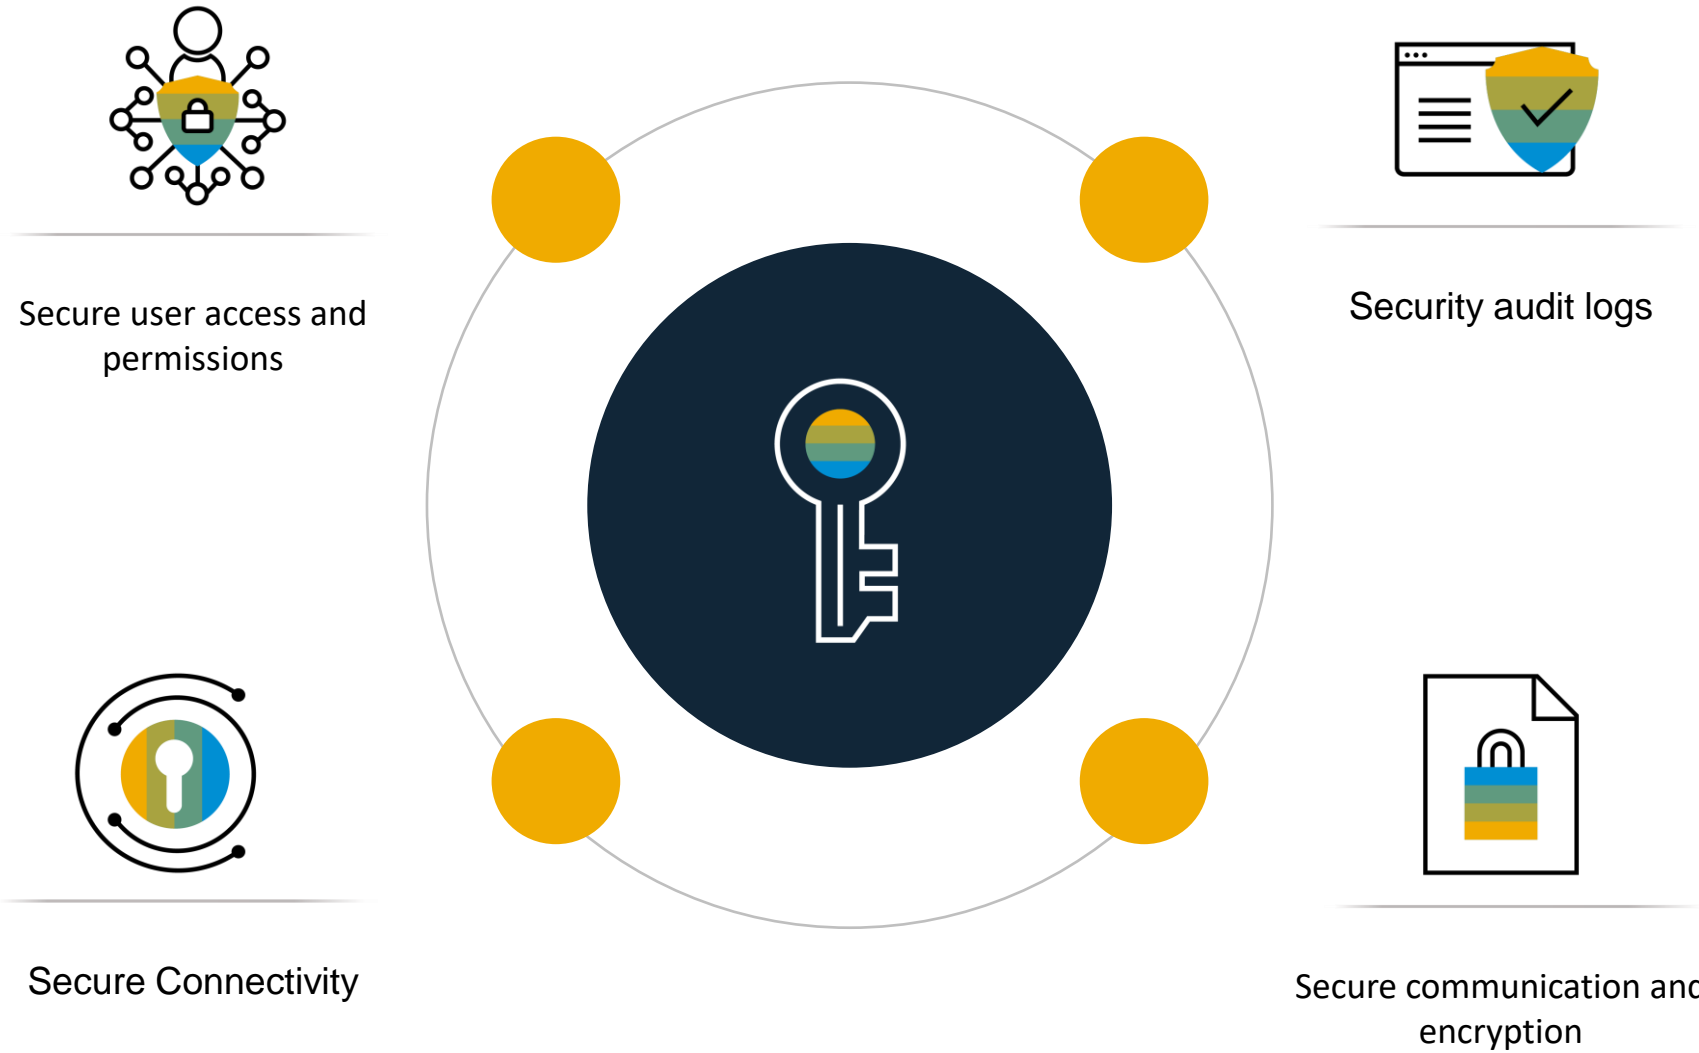 Secure user access and
permissions
Security audit logs
Secure Connectivity
Secure communication and
encryption